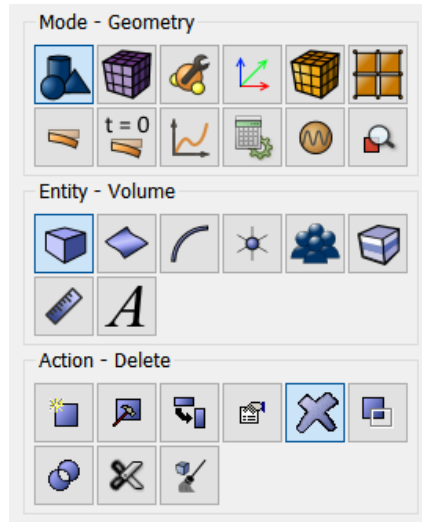 Mode - Geometry
t = 0
Entity - Volume
A
Action - Delete